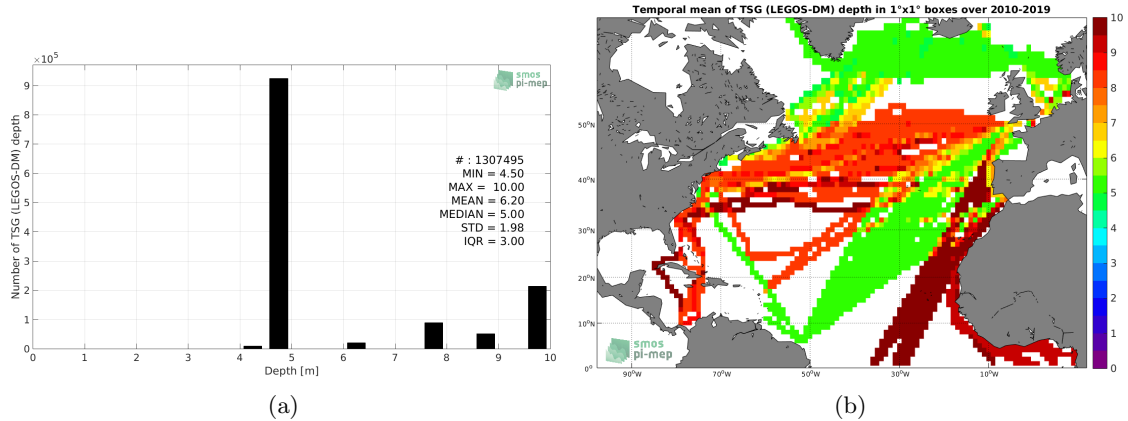 Temporal mean of TSG (LEGOS-DM) depth in 1°x1° boxes over 2010-2019
×10⁵
9
8
7
6
5
4
3
2
1
0
Number of TSG (LEGOS-DM) depth
smos
pi-mep
# : 1307495
MIN = 4.50
MAX = 10.00
MEAN = 6.20
MEDIAN = 5.00
STD = 1.98
IQR = 3.00
0 1 2 3 4 5 6 7 8 9 10
Depth [m]
(a)
50°N
40°N
30°N
20°N
10°N
0°
90°W 70°W 50°W 30°W 10°W
smos
pi-mep
10
9
8
7
6
5
4
3
2
1
0
(b)